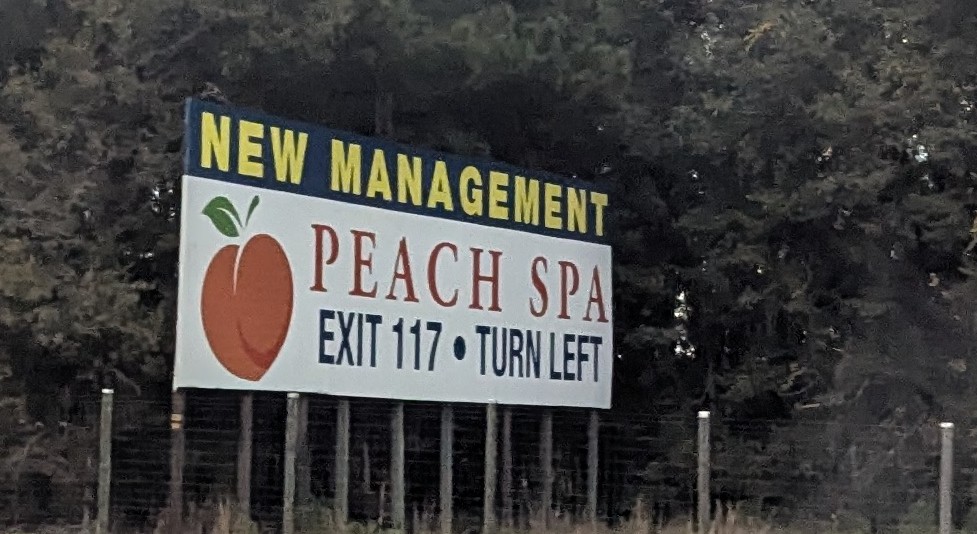 NEW MANAGEMENT
PEACH SPA
EXIT 117 • TURN LEFT